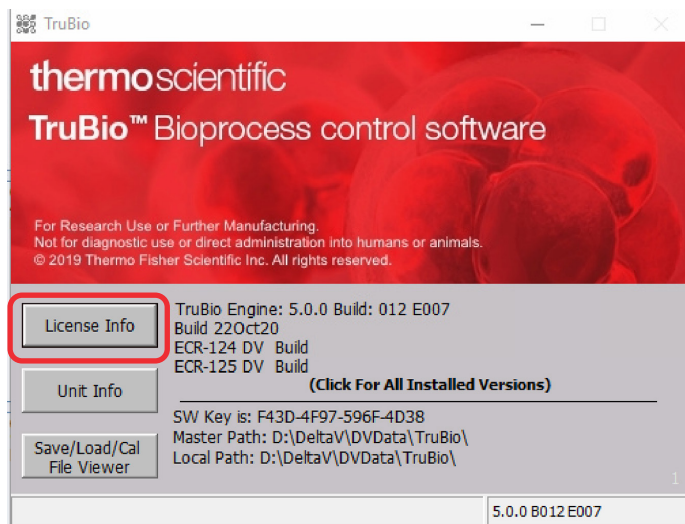 TruBio
thermoscientific
TruBio™ Bioprocess control software
For Research Use or Further Manufacturing.
Not for diagnostic use or direct administration into humans or animals.
© 2019 Thermo Fisher Scientific Inc. All rights reserved.
License Info
TruBio Engine: 5.0.0 Build: 012 E007
Build 22Oct20
ECR-124 DV Build
ECR-125 DV Build
(Click For All Installed Versions)
Unit Info
SW Key is: F43D-4F97-596F-4D38
Master Path: D:\DeltaV\DVData\TruBio\
Local Path: D:\DeltaV\DVData\TruBio\
Save/Load/Cal
File Viewer
1
5.0.0 B012 E007